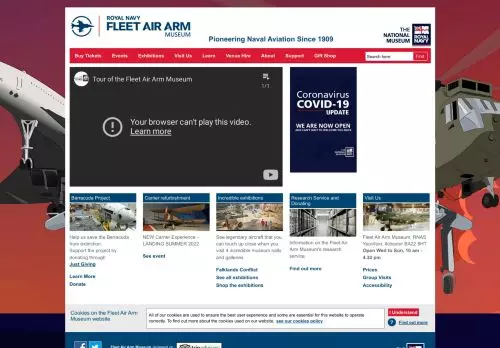 ROYAL NAVY
FLEET AIR ARM
MUSEUM
Pioneering Naval Aviation Since 1909
THE
NATIONAL
MUSEUM
ROYAL
NAVY
Buy Tickets Events Exhibitions Visit Us Learn Venue Hire About Support Gift Shop
Search here Find
Tour of the Fleet Air Arm Museum
1/1
Your browser can't play this video.
Learn more
Coronavirus
COVID-19
UPDATE
WE ARE NOW OPEN
Barracuda Project
Help us save the Barracuda
from extinction.
Support the project by
donating through
Just Giving
Learn More
Donate
Carrier refurbishment
NEW Carrier Experience –
LANDING SUMMER 2022
See event
Incredible exhibitions
See legendary aircraft that
you can touch close up when you
visit 4 incredible museum
halls and galleries
Falklands Conflict
See all exhibitions
Shop the exhibitions
Research Service and
Donating
Information on the Fleet Air
Arm Museum's research
service
Find out more
Visit Us
Fleet Air Arm Museum, RNAS
Yeovilton, Ilchester BA22 8HT
Open Wed to Sun, 10 am -
4.30 pm
Prices
Group Visits
Accessibility
Cookies on the Fleet Air Arm
Museum website
All of our cookies are used to ensure the best user experience and some are essential for this website to operate
correctly. To find out more about the cookies used on our website, see our cookies policy
I Understand
? Find out more